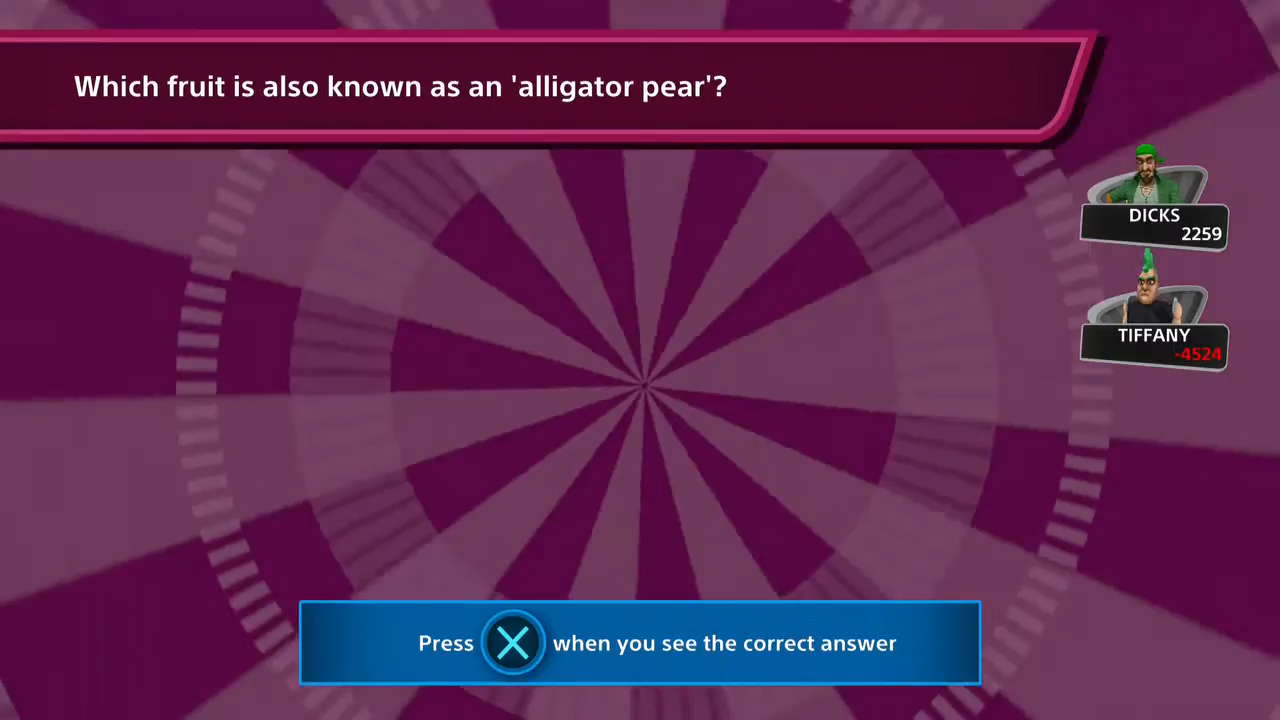 Which fruit is also known as an 'alligator pear'?
DICKS
2259
TIFFANY
-4524
Press X when you see the correct answer